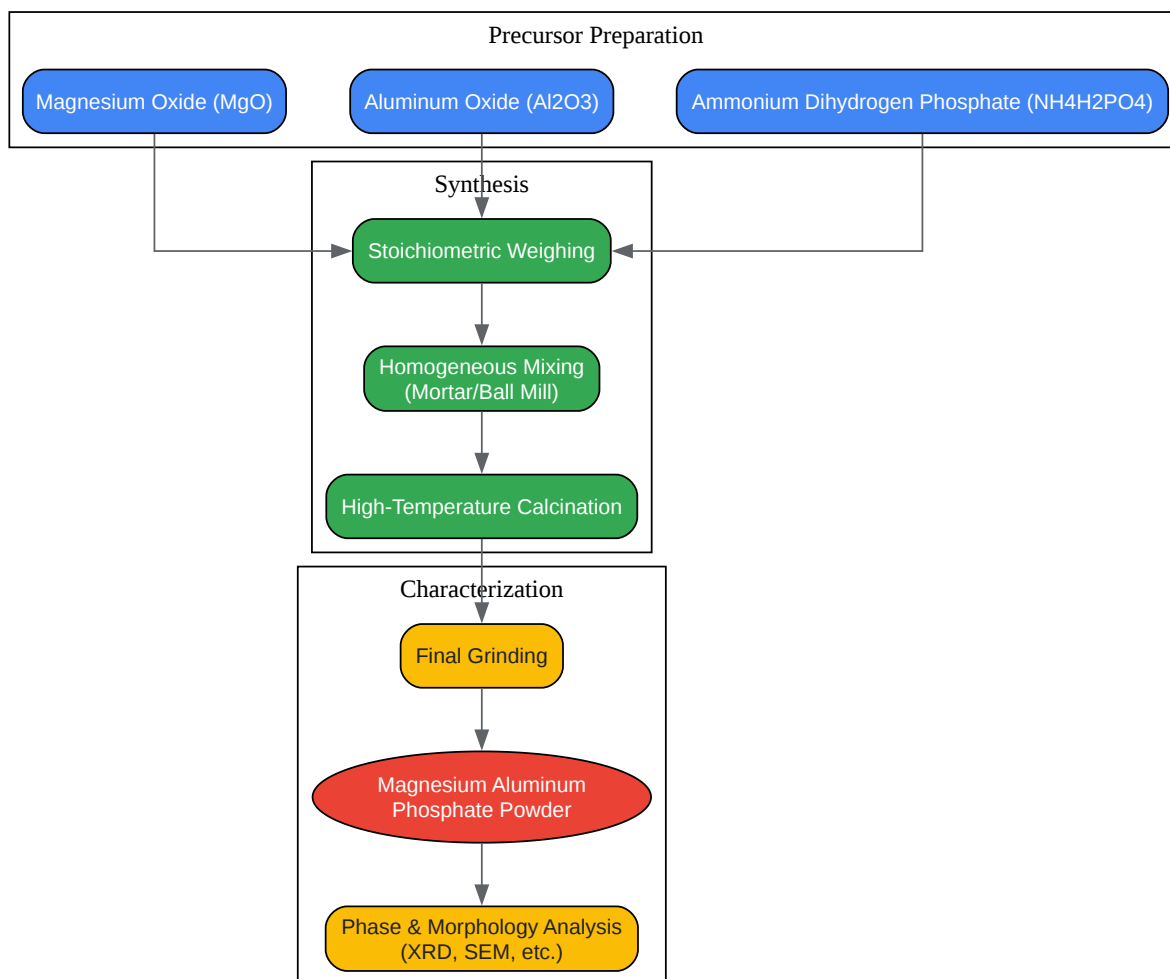 Precursor Preparation
Magnesium Oxide (MgO)
Aluminum Oxide (Al2O3)
Ammonium Dihydrogen Phosphate (NH4H2PO4)
Synthesis
Stoichiometric Weighing
Homogeneous Mixing
(Mortar/Ball Mill)
High-Temperature Calcination
Characterization
Final Grinding
Magnesium Aluminum
Phosphate Powder
Phase & Morphology Analysis
(XRD, SEM, etc.)